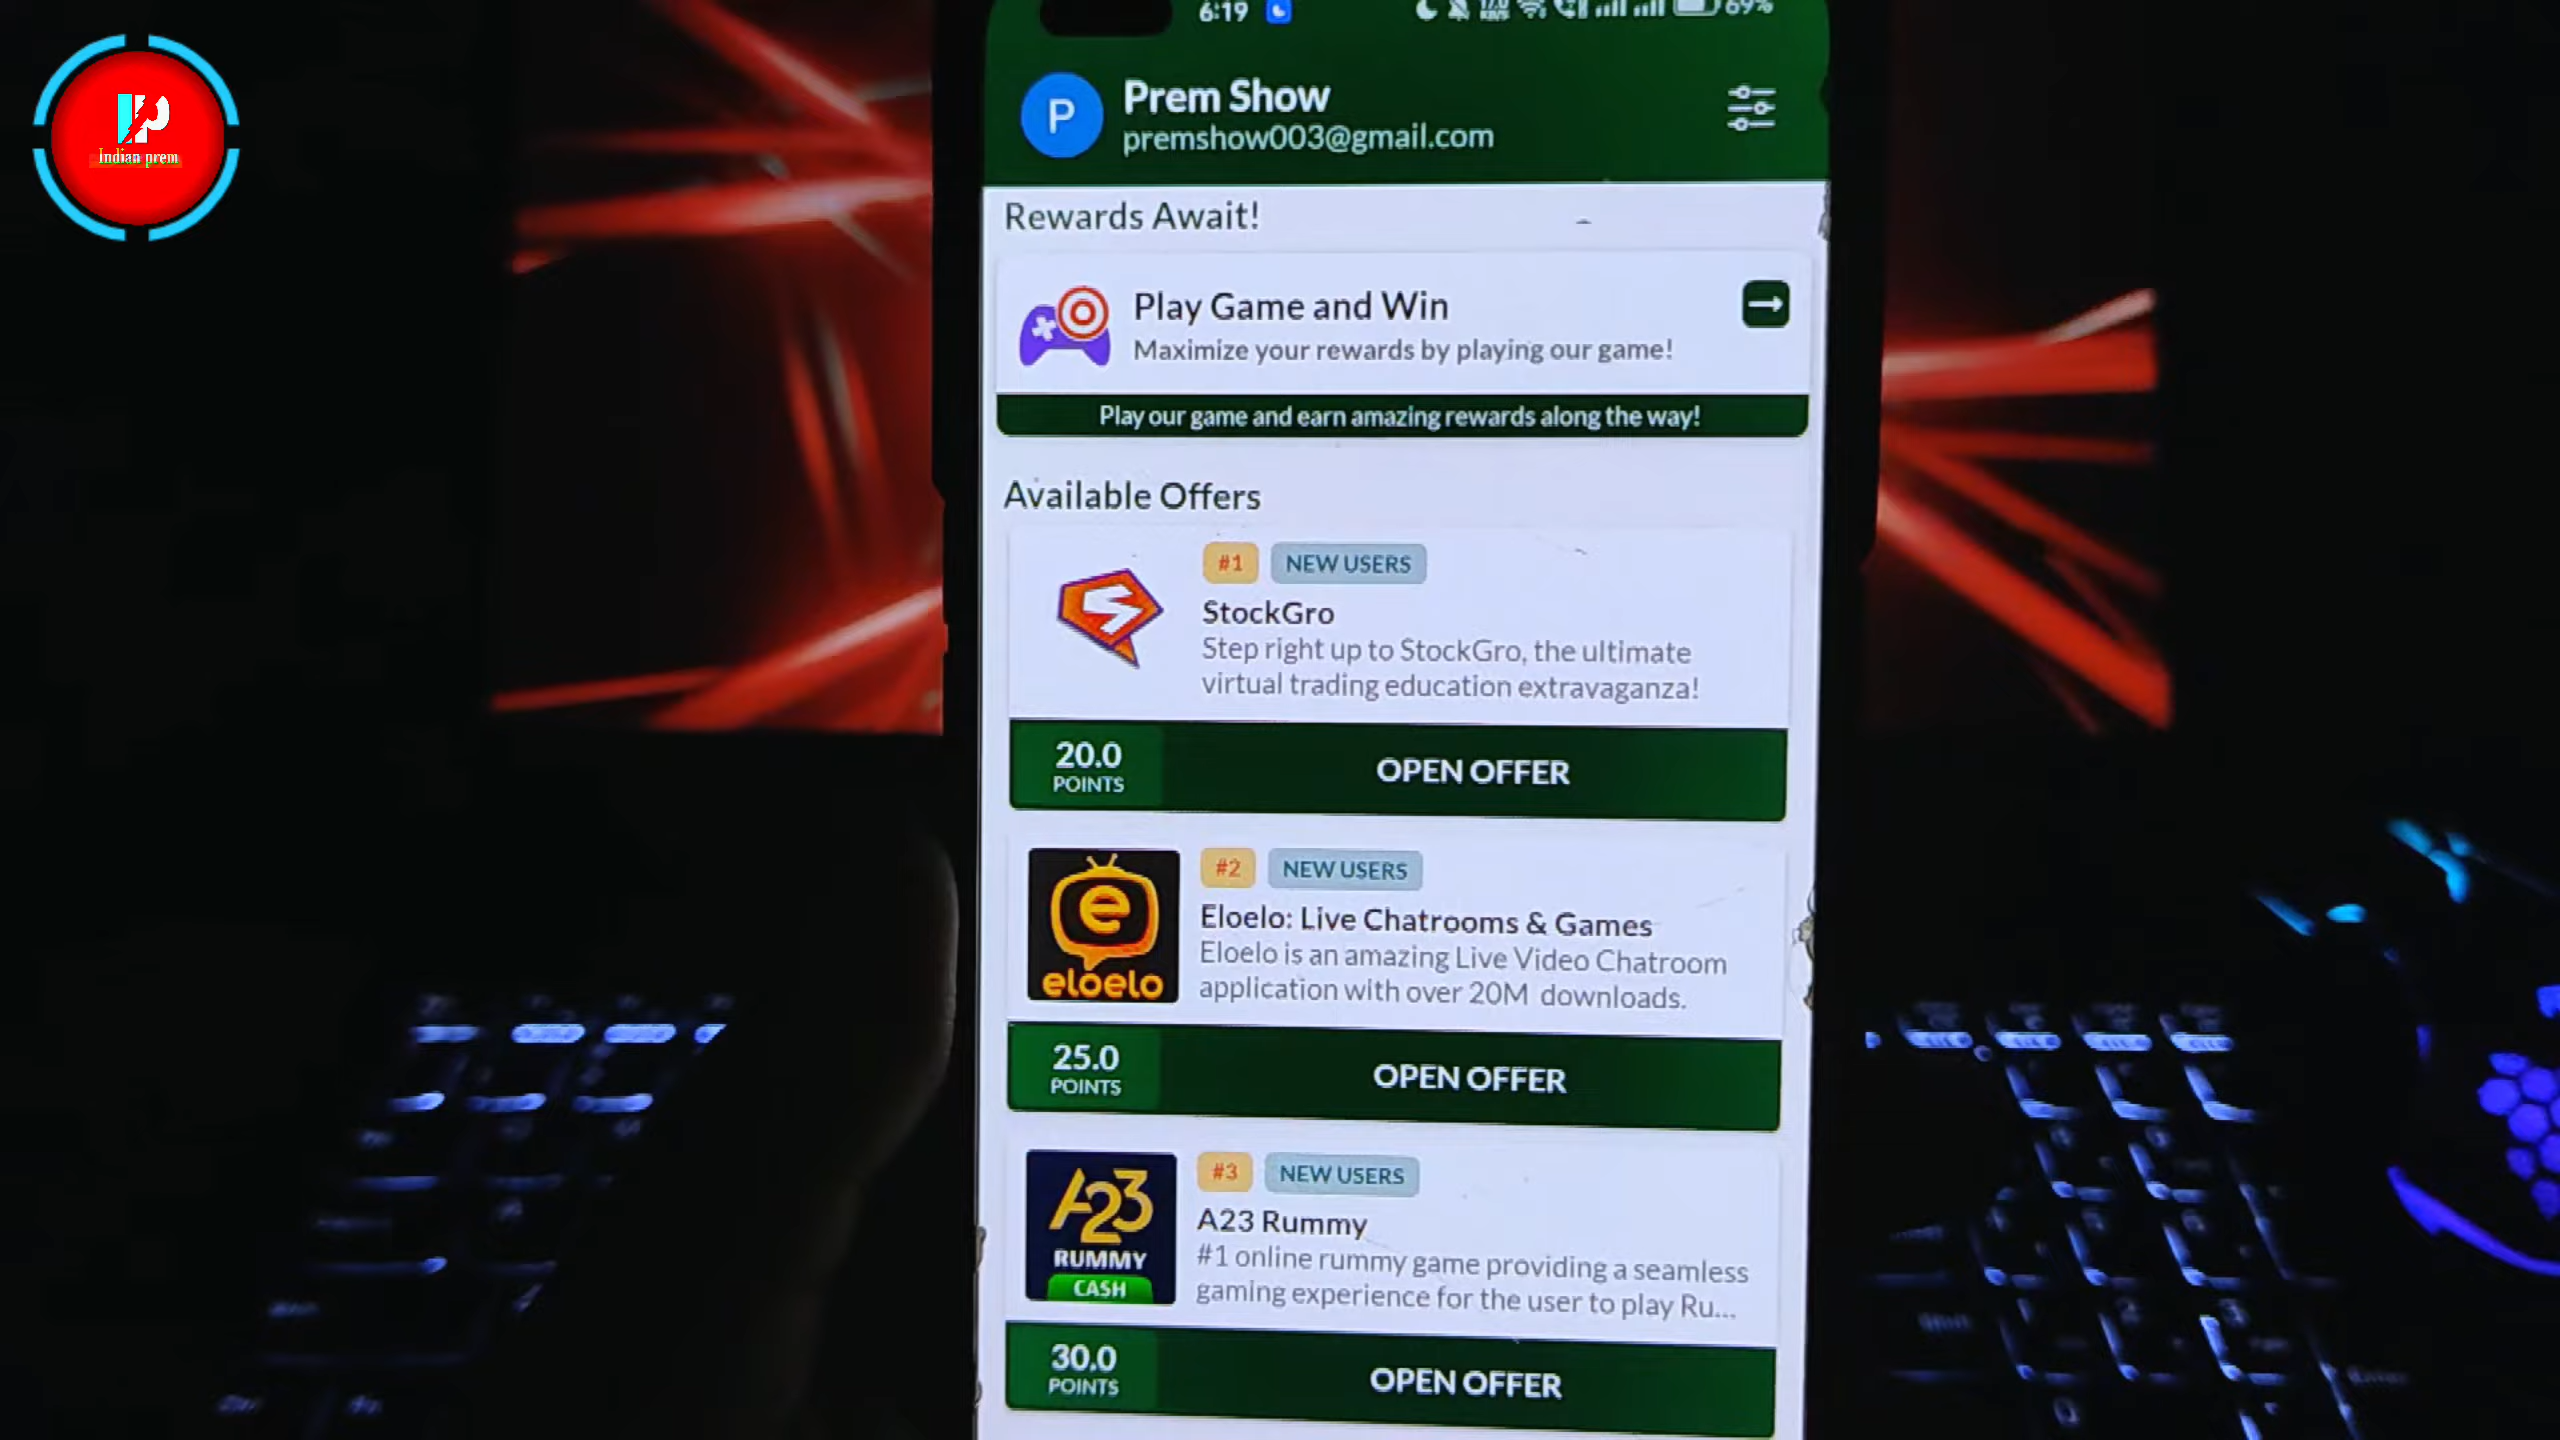 Indian prem
6:19
69%
P
Prem Show
premshow003@gmail.com
Rewards Await!
Play Game and Win
Maximize your rewards by playing our game!
Play our game and earn amazing rewards along the way!
Available Offers
#1 NEW USERS
StockGro
Step right up to StockGro, the ultimate
virtual trading education extravaganza!
20.0
POINTS
OPEN OFFER
eloelo
#2 NEW USERS
Eloelo: Live Chatrooms & Games
Eloelo is an amazing Live Video Chatroom
application with over 20M downloads.
25.0
POINTS
OPEN OFFER
A23
RUMMY
CASH
#3 NEW USERS
A23 Rummy
#1 online rummy game providing a seamless
gaming experience for the user to play Ru...
30.0
POINTS
OPEN OFFER